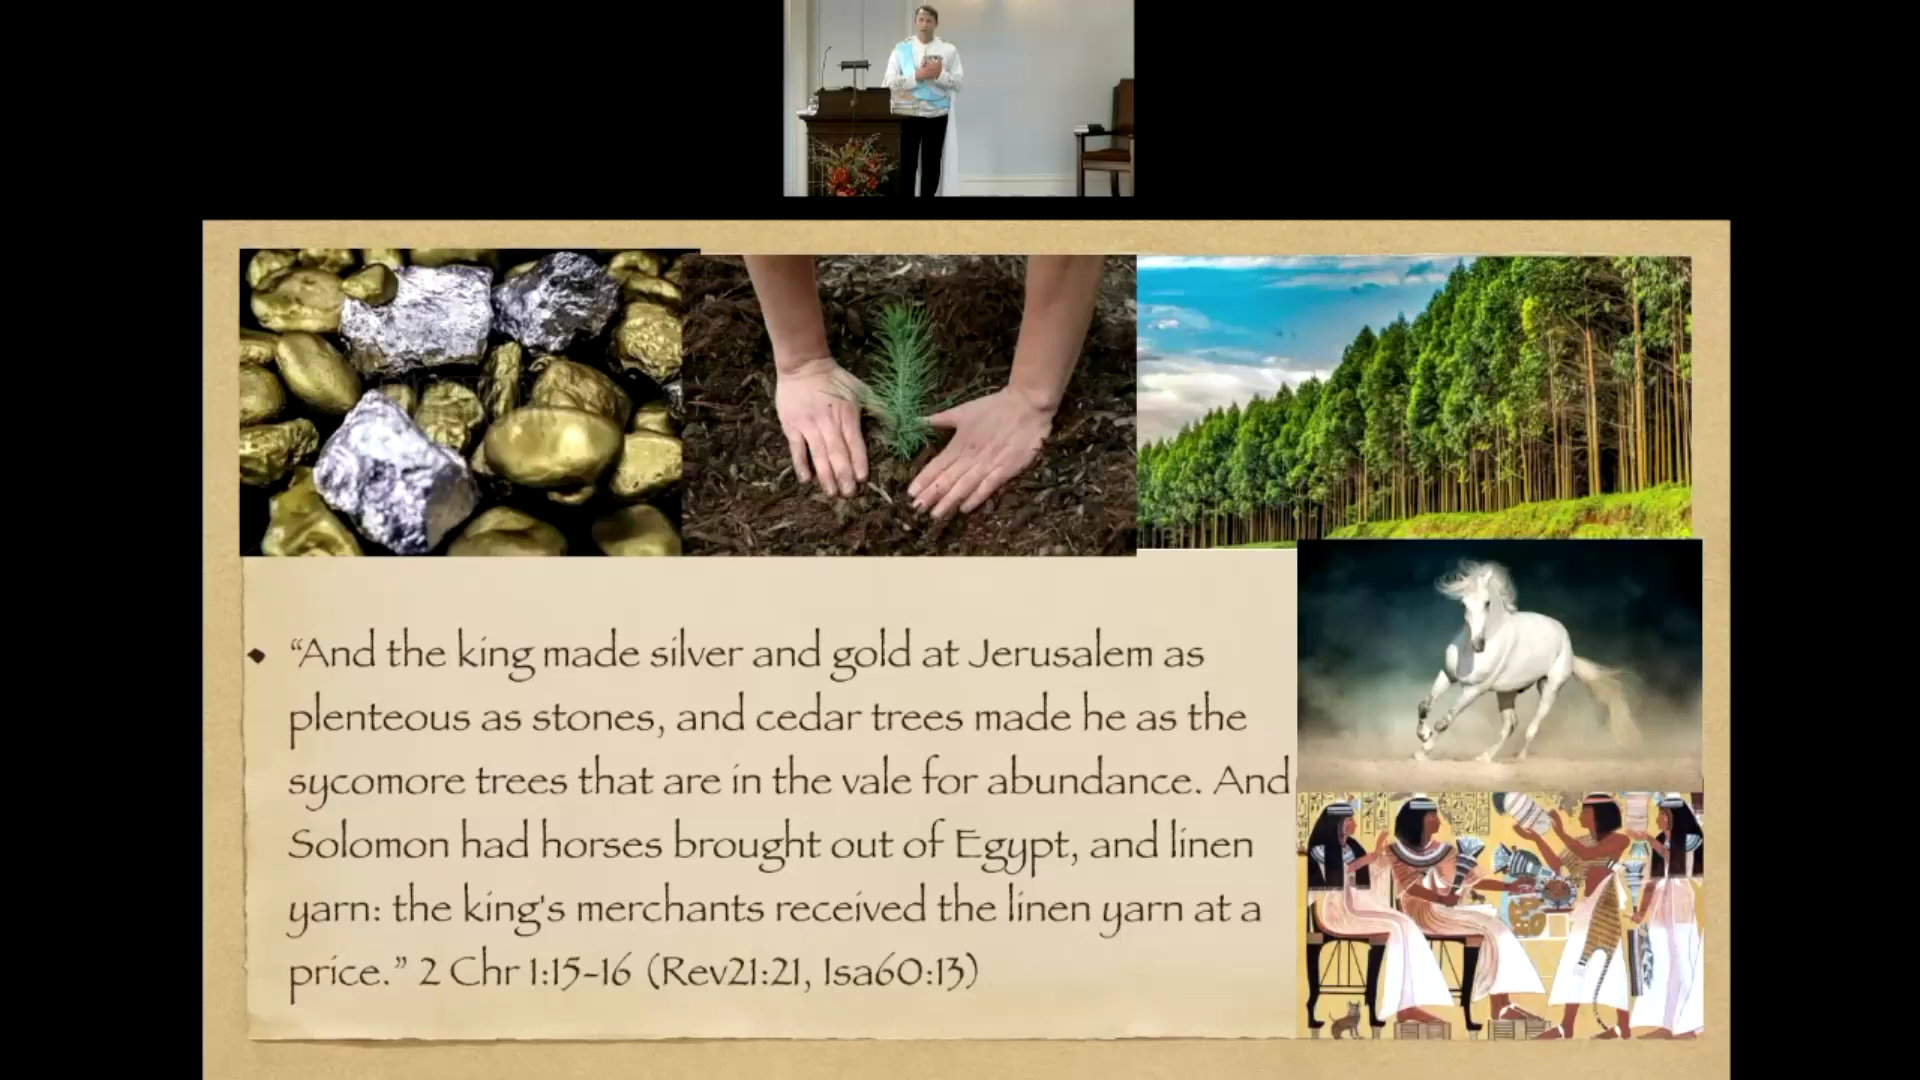 “And the king made silver and gold at Jerusalem as
plenteous as stones, and cedar trees made he as the
sycomore trees that are in the vale for abundance. And
Solomon had horses brought out of Egypt, and linen
yarn: the king's merchants received the linen yarn at a
price.” 2 Chr 1:15-16 (Rev21:21, Isa60:13)